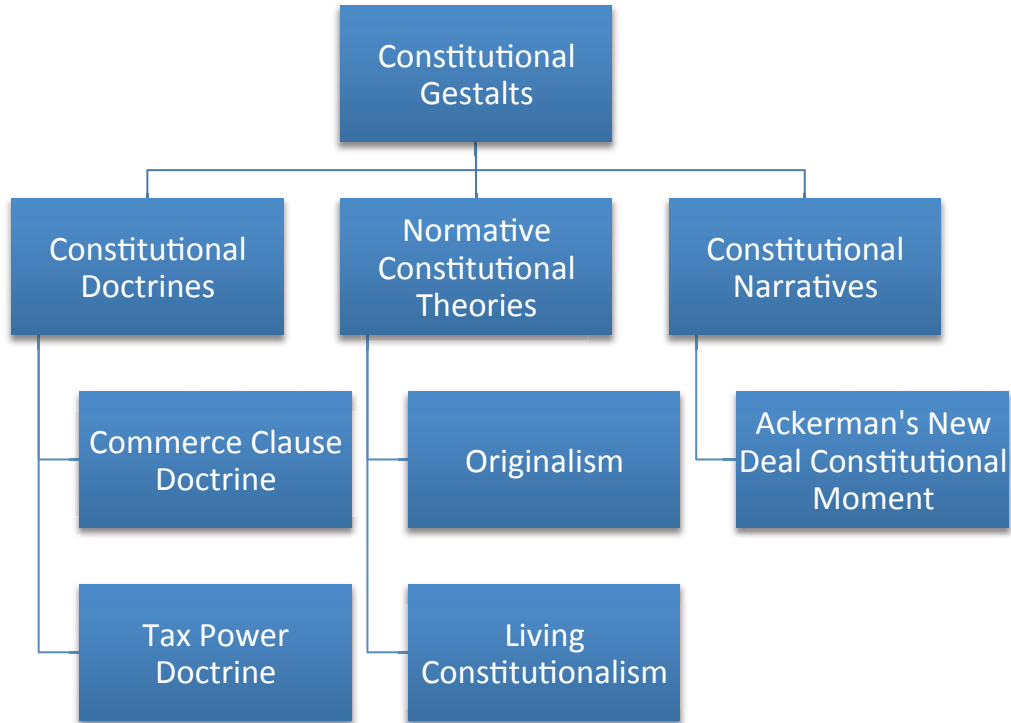 Constitutional
Gestalts
Constitutional
Doctrines
Normative
Constitutional
Theories
Constitutional
Narratives
Commerce Clause
Doctrine
Originalism
Ackerman's New
Deal Constitutional
Moment
Tax Power
Doctrine
Living
Constitutionalism